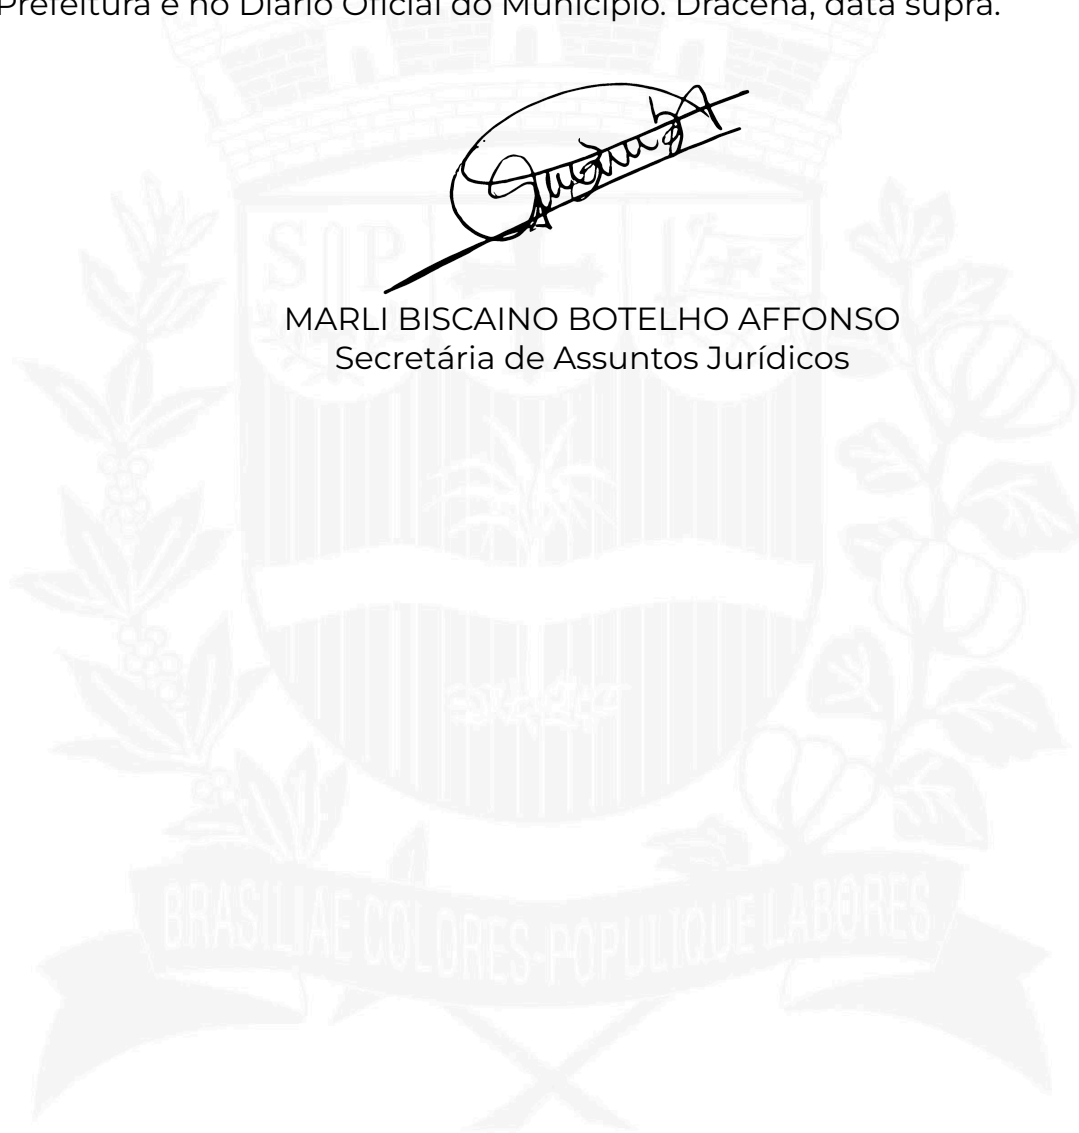 Prefeitura e no Diário Oficial do Município. Dracena, data supra.
MARLI BISCAINO BOTELHO AFFONSO
Secretária de Assuntos Jurídicos
SP
BRASILIAE COLORES-POPULIQUE LABORES